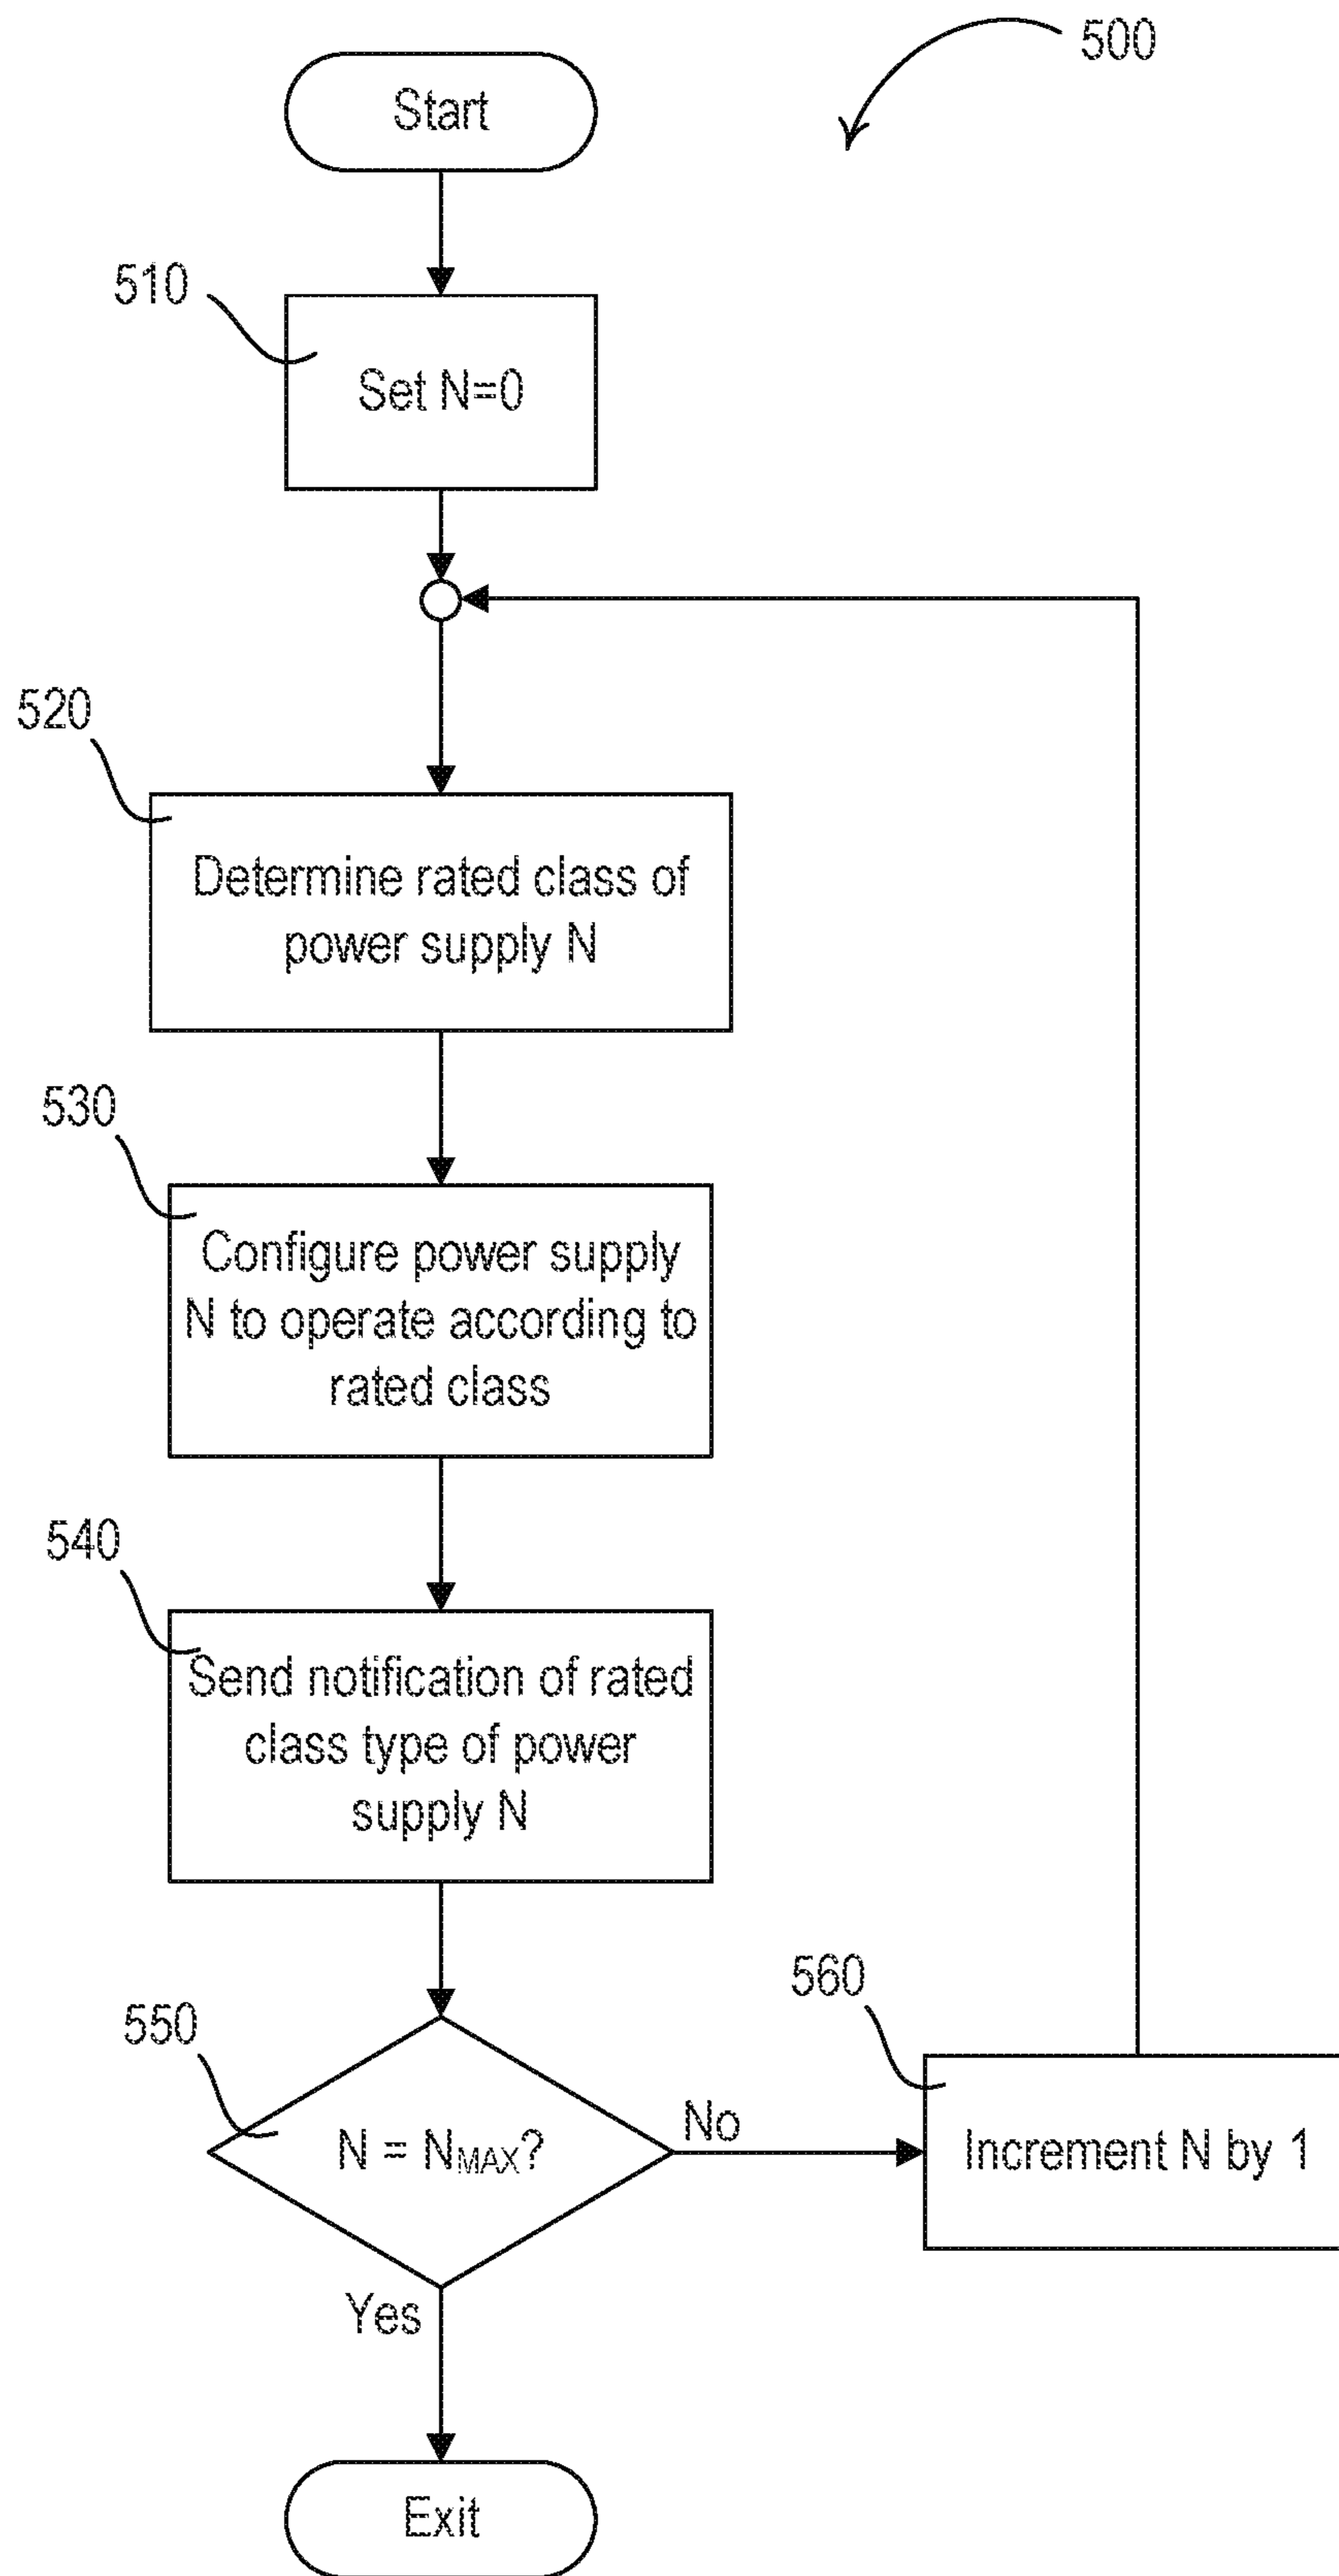 500
Start
510
Set N=0
520
Determine rated class of
power supply N
530
Configure power supply
N to operate according to
rated class
540
Send notification of rated
class type of power
supply N
550
N = NMAX?
No
560
Increment N by 1
Yes
Exit